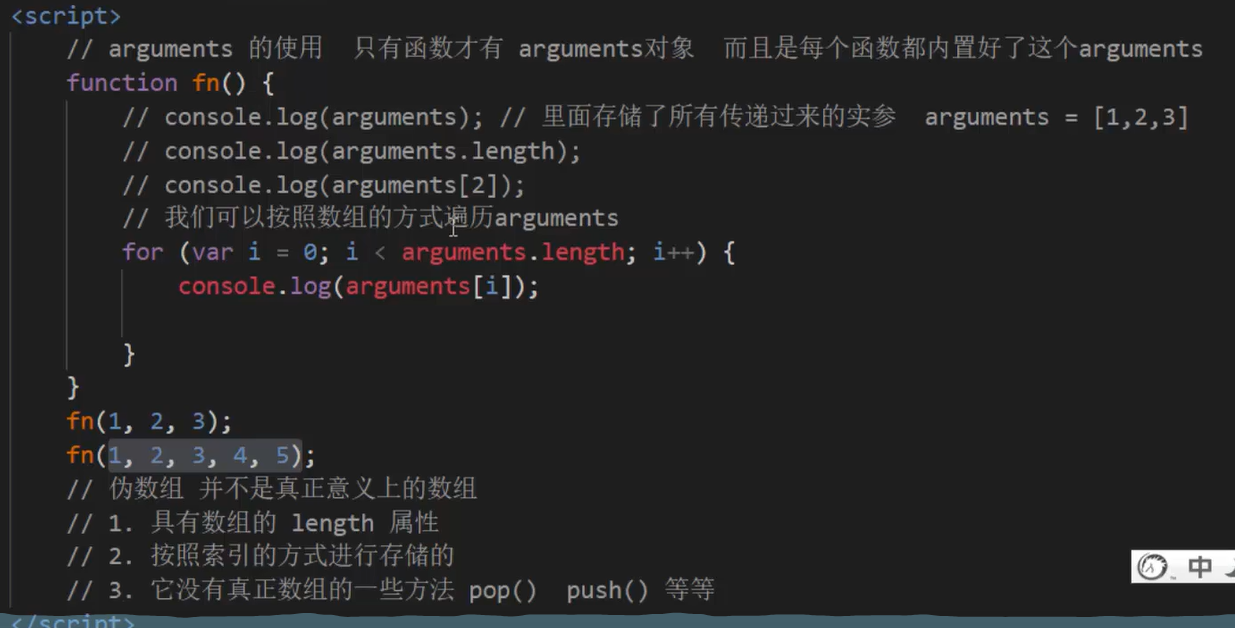 <script>
// arguments 的使用 只有函数才有 arguments对象 而且是每个函数都内置好了这个arguments
function fn() {
// console.log(arguments); // 里面存储了所有传递过来的实参 arguments = [1,2,3]
// console.log(arguments.length);
// console.log(arguments[2]);
// 我们可以按照数组的方式遍历arguments
for (var i = 0; i < arguments.length; i++) {
console.log(arguments[i]);
}
}
fn(1, 2, 3);
fn(1, 2, 3, 4, 5);
// 伪数组 并不是真正意义上的数组
// 1. 具有数组的 length 属性
// 2. 按照索引的方式进行存储的
// 3. 它没有真正数组的一些方法 pop() push() 等等
中
</script>